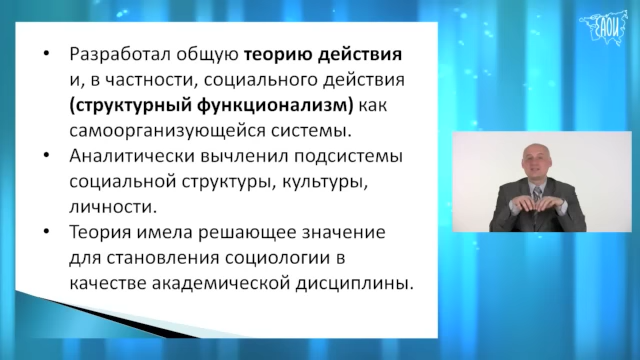 • Разработал общую теорию действия
и, в частности, социального действия
(структурный функционализм) как
самоорганизующейся системы.
• Аналитически вычленил подсистемы
социальной структуры, культуры,
личности.
• Теория имела решающее значение
для становления социологии в
качестве академической дисциплины.
САОИ